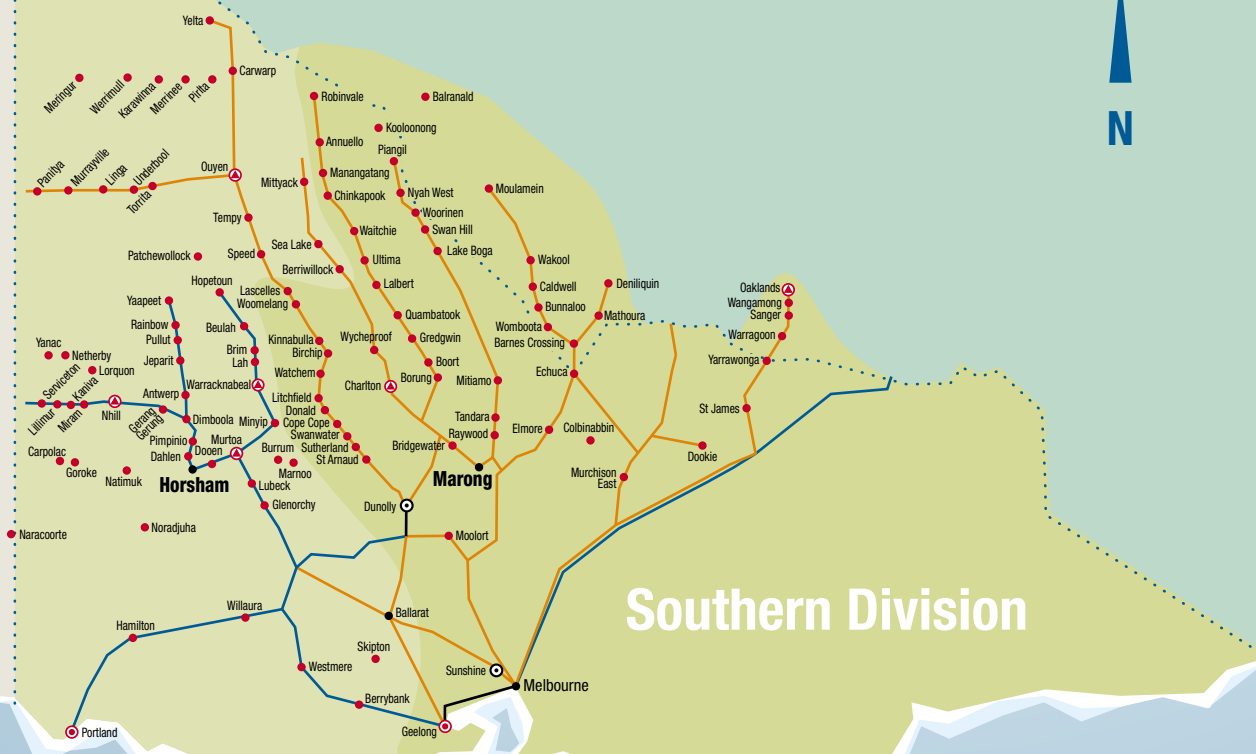 Yelta
Carwarp
Meringur
Werrimull
Karawinna
Merrinee
Pirlta
Robinvale
Balranald
N
Kooloonong
Annuello
Piangil
Panitya
Murrayville
Linga
Underbool
Torrita
Ouyen
Mittyack
Manangatang
Chinkapook
Nyah West
Moulamein
Tempy
Woorinen
Waitchie
Swan Hill
Patchewollock
Speed
Sea Lake
Lake Boga
Berriwillock
Ultima
Wakool
Hopetoun
Lascelles
Woomelang
Lalbert
Caldwell
Deniliquin
Oaklands
Yaapeet
Bunnaloo
Wangamong
Rainbow
Beulah
Quambatook
Womboota
Mathoura
Sanger
Pullut
Kinnabulla
Wycheproof
Gredgwin
Barnes Crossing
Warragoon
Yanac
Netherby
Brim
Birchip
Jeparit
Lah
Boort
Yarrawonga
Lorquon
Watchem
Borung
Mitiamo
Echuca
Serviceton
Kaniva
Warracknabeal
Charlton
Antwerp
Litchfield
Lillimur
Miram
Nhill
Gerang
Gerung
Donald
St James
Dimboola
Minyip
Cope Cope
Tandara
Pimpinio
Murtoa
Swanwater
Raywood
Elmore
Colbinabbin
Carpolac
Dahlen
Dooen
Burrum
Sutherland
Bridgewater
Dookie
Goroke
St Arnaud
Natimuk
Horsham
Marnoo
Marong
Murchison
East
Lubeck
Glenorchy
Dunolly
Naracoorte
Noradjuha
Moolort
Southern Division
Willaura
Ballarat
Hamilton
Skipton
Westmere
Sunshine
Melbourne
Berrybank
Portland
Geelong